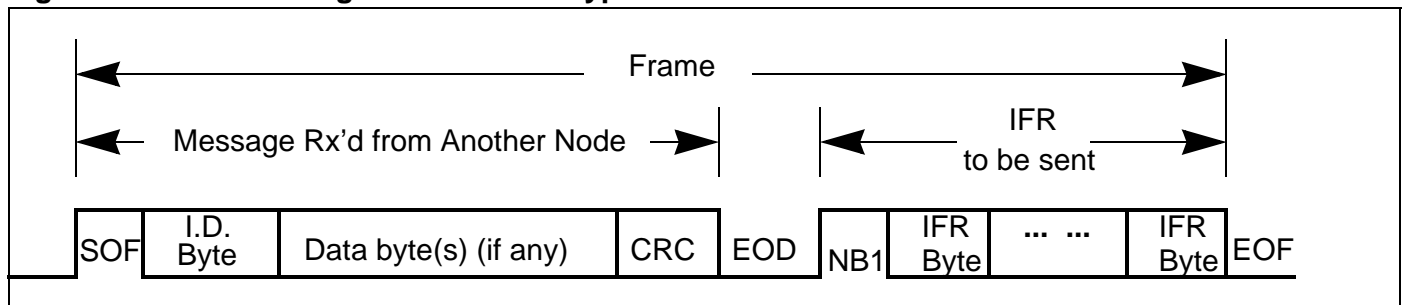 Frame
Message Rx'd from Another Node
IFR
to be sent
SOF
I.D.
Byte
Data byte(s) (if any)
CRC
EOD
NB1
IFR
Byte
... ...
IFR
Byte
EOF